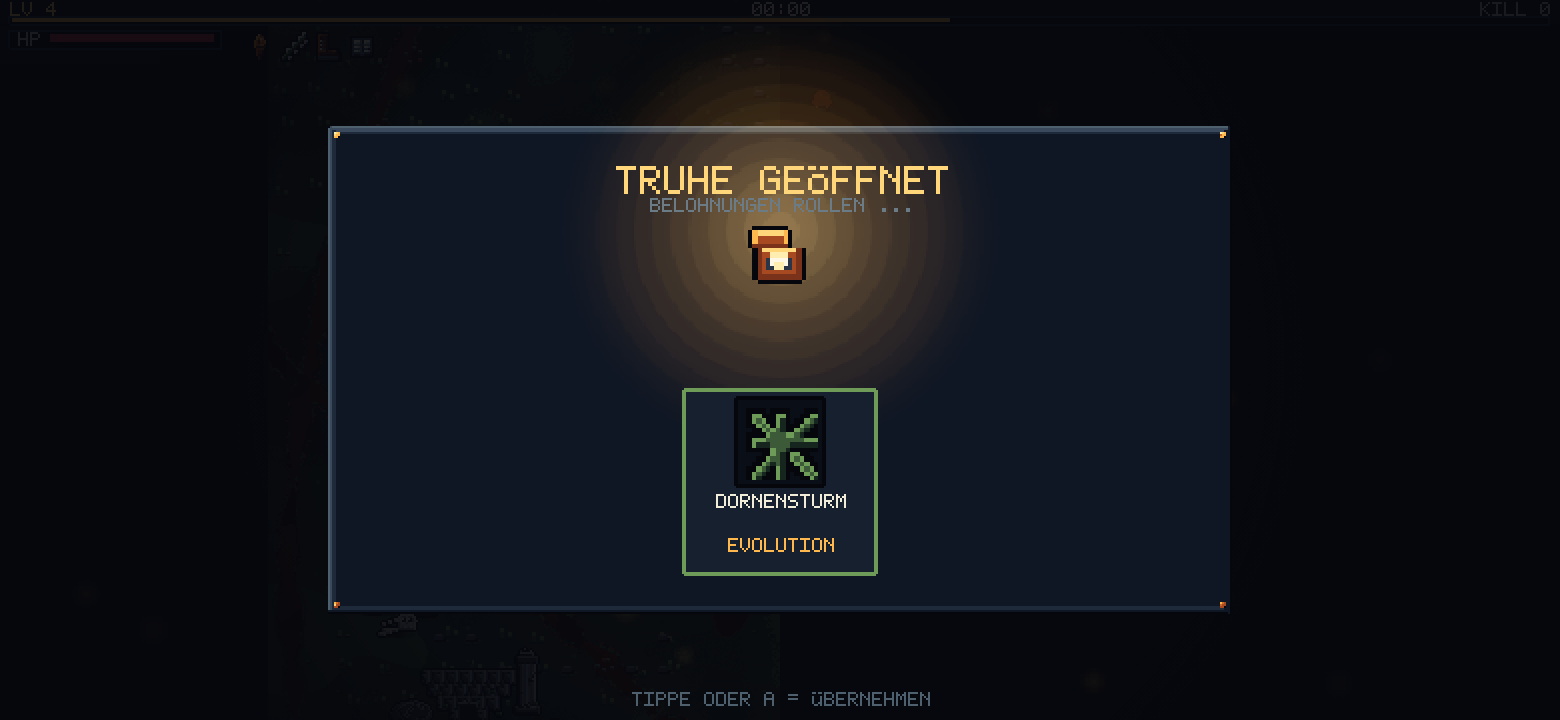 LV 4 00:00 KILL 0
HP
TRUHE GEöFFNET
BELOHNUNGEN ROLLEN ...
DORNENSTURM
EVOLUTION
TIPPE ODER A = üBERNEHMEN